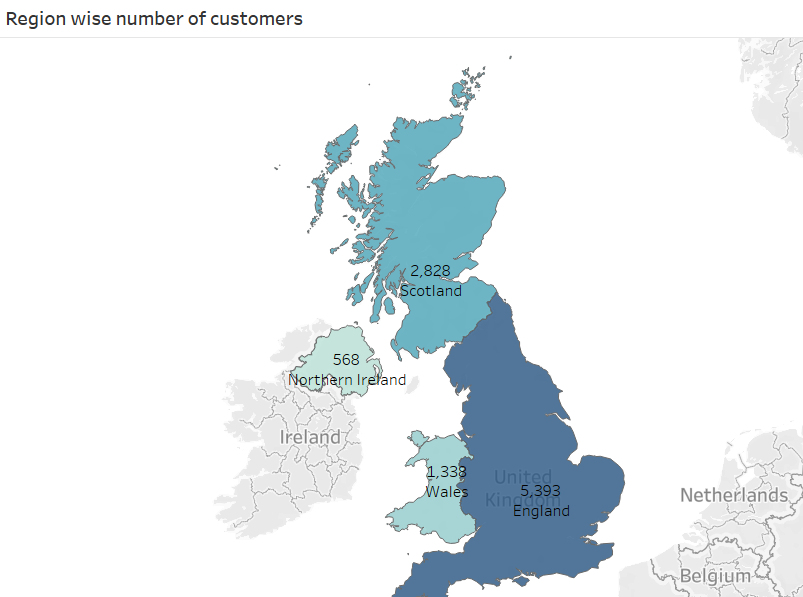 Region wise number of customers
2,828
Scotland
568
Northern Ireland
Ireland
1,333
Wales
United
Kingdom
5,393
England
Netherlands
Belgium